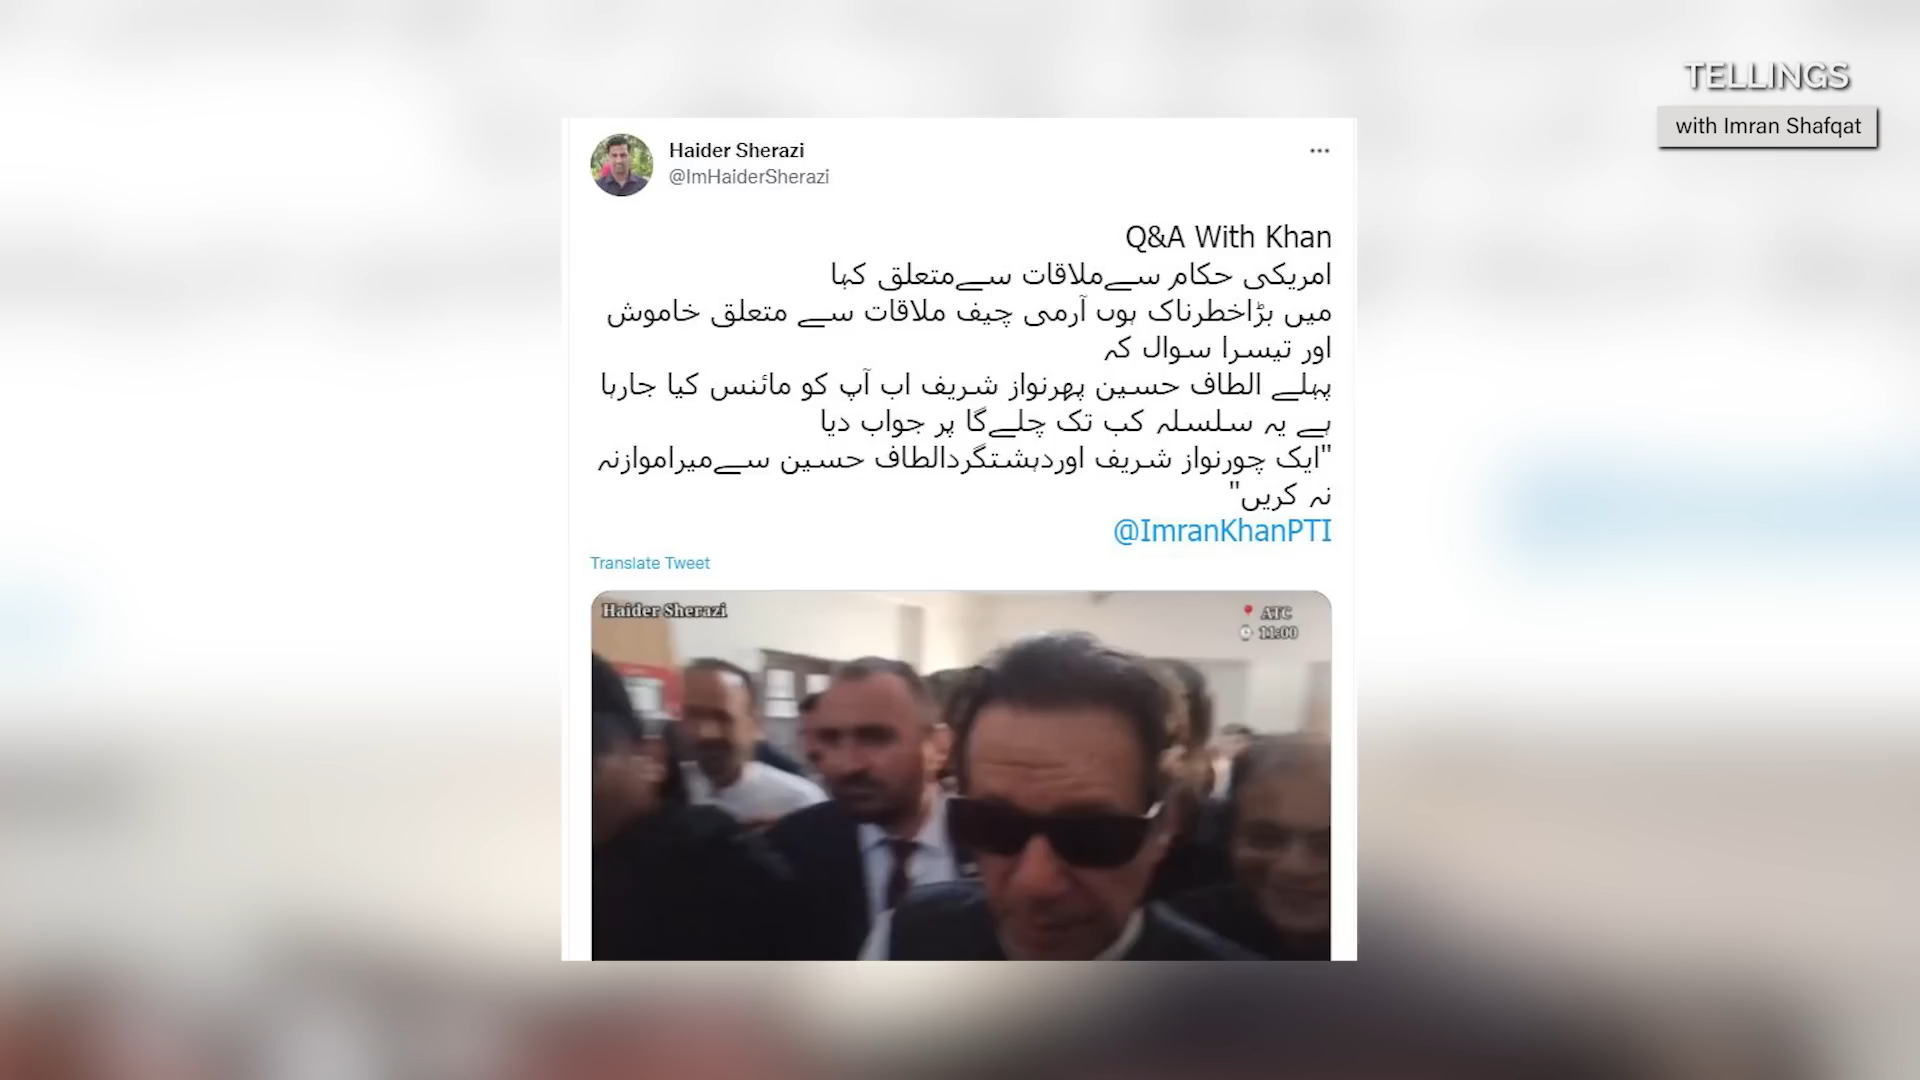 TELLINGS
with Imran Shafqat
Haider Sherazi
@ImHaiderSherazi
Q&A With Khan
امریکی حکام سےملاقات سےمتعلق کہا
میں بڑاخطرناک ہوں آرمی چیف ملاقات سے متعلق خاموش
اور تیسرا سوال کہ
پہلے الطاف حسین پھرنواز شریف اب آپ کو مائنس کیا جارہا
ہے یہ سلسلہ کب تک چلےگا پر جواب دیا
"ایک چورنواز شریف اوردہشتگردالطاف حسین سےمیراموازنہ
نہ کریں"
@ImranKhanPTI
Translate Tweet
Haider Sherazi
ATC
11:00